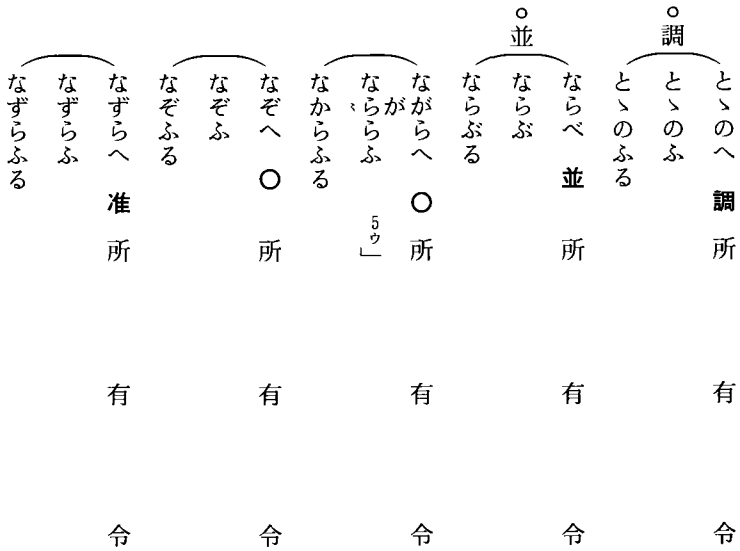 。調
とゝのへ 調 所 有 令
とゝのふ
とゝのふる
。並
ならべ 並 所 有 令
ならぶ
ならぶる
ながらへ 〇 所 有 令
が
なららふ 5ゥ」
ミ
なからふる
なぞへ 〇 所 有 令
なぞふ
なぞふる
なずらへ 准 所 有 令
なずらふ
なずらふる